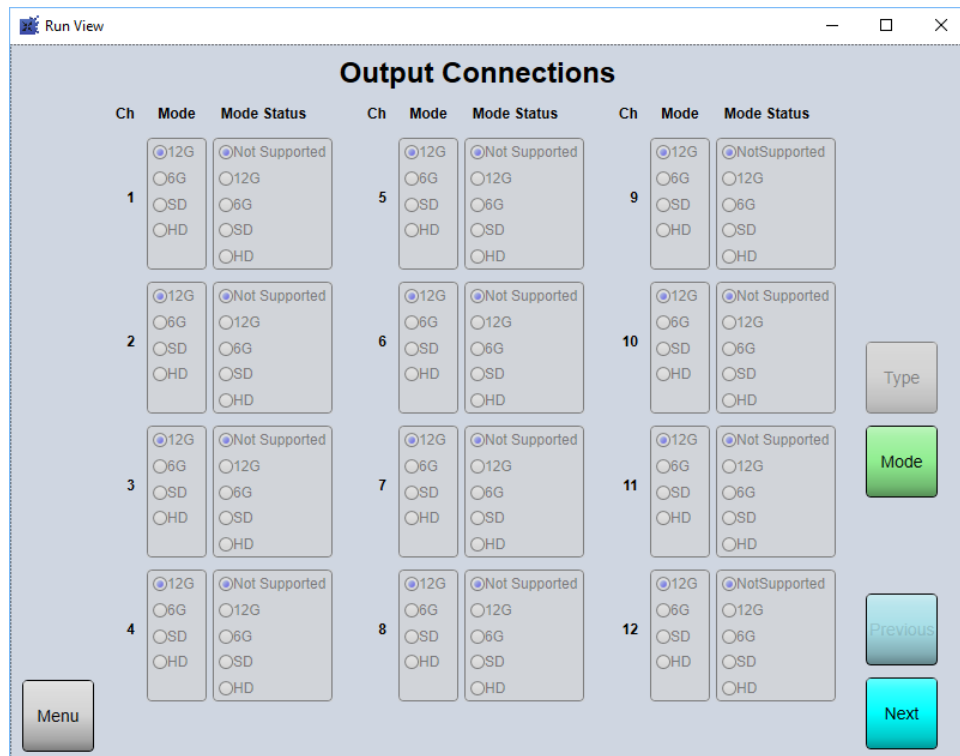 Run View
Output Connections
Ch Mode Mode Status Ch Mode Mode Status Ch Mode Mode Status
12G Not Supported 12G Not Supported 12G NotSupported
6G 12G 6G 12G 6G 12G
1 SD 6G 5 SD 6G 9 SD 6G
HD SD HD SD HD SD
HD HD HD
12G Not Supported 12G Not Supported 12G Not Supported
6G 12G 6G 12G 6G 12G
2 SD 6G 6 SD 6G 10 SD 6G
HD SD HD SD HD SD
Type
HD HD HD
12G Not Supported 12G Not Supported 12G Not Supported
6G 12G 6G 12G 6G 12G
Mode
3 SD 6G 7 SD 6G 11 SD 6G
HD SD HD SD HD SD
HD HD HD
12G Not Supported 12G Not Supported 12G NotSupported
6G 12G 6G 12G 6G 12G
4 SD 6G 8 SD 6G 12 SD 6G
Previous
HD SD HD SD HD SD
HD HD HD
Menu
Next